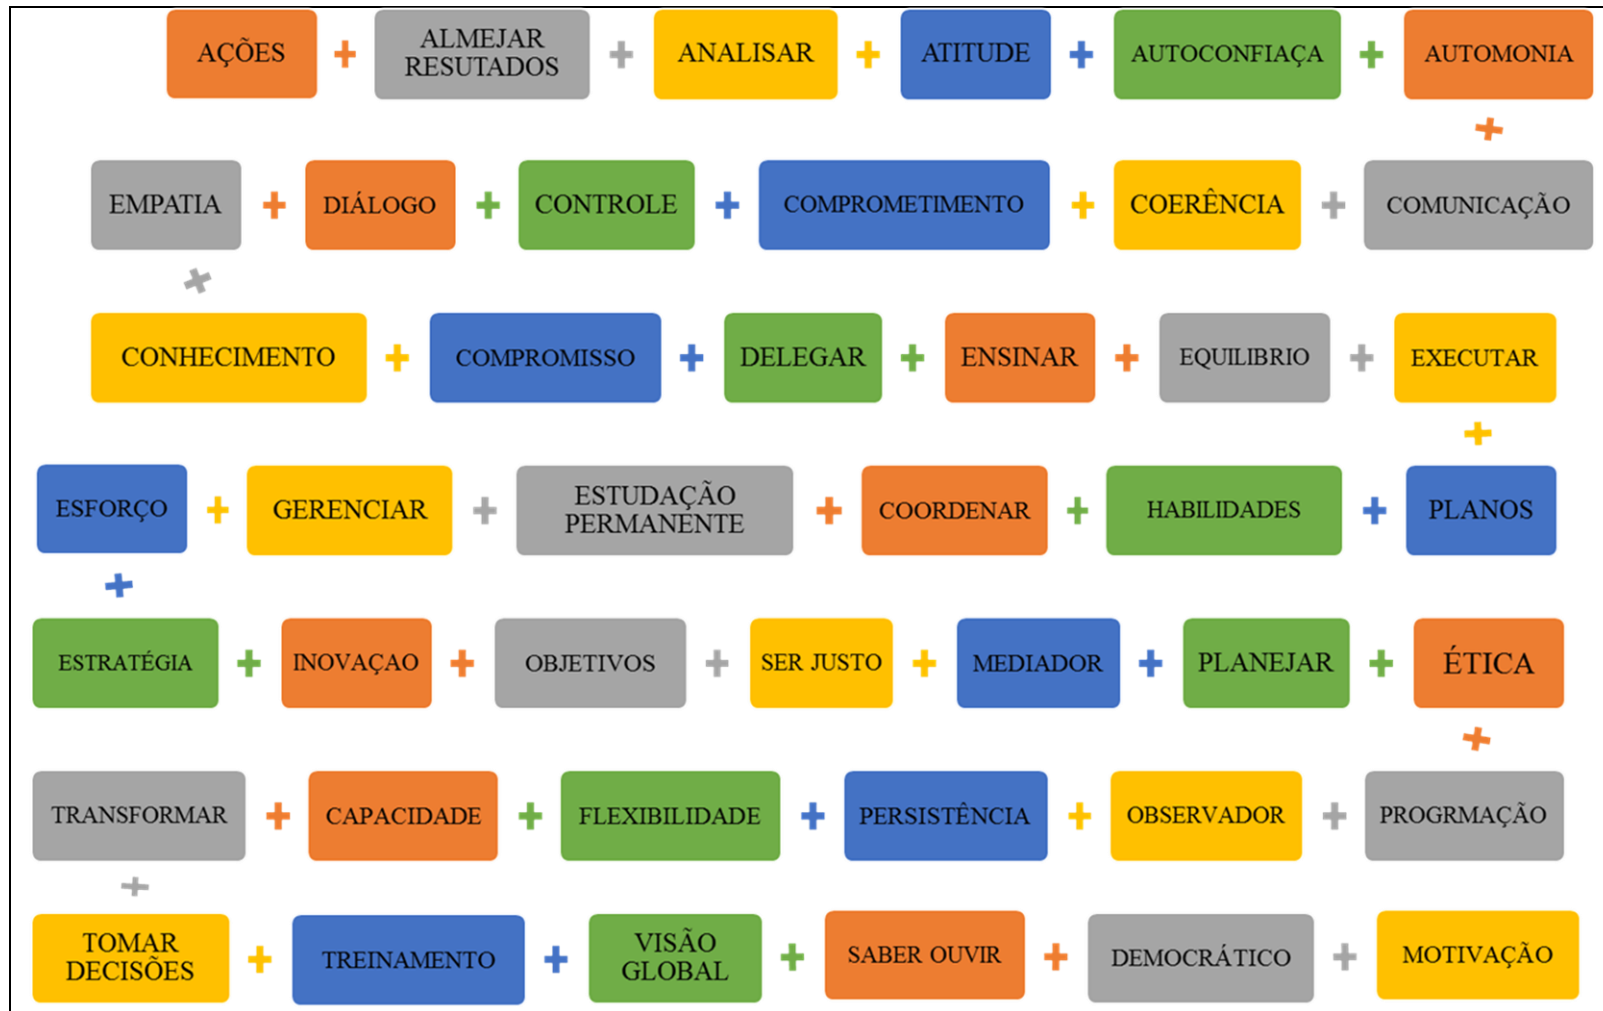 AÇÕES
ALMEJAR
RESUTADOS
ANALISAR
ATITUDE
AUTOCONFIAÇA
AUTOMONIA
EMPATIA
DIÁLOGO
CONTROLE
COMPROMETIMENTO
COERÊNCIA
COMUNICAÇÃO
CONHECIMENTO
COMPROMISSO
DELEGAR
ENSINAR
EQUILIBRIO
EXECUTAR
ESFORÇO
GERENCIAR
ESTUDAÇÃO
PERMANENTE
COORDENAR
HABILIDADES
PLANOS
ESTRATÉGIA
INOVAÇAO
OBJETIVOS
SER JUSTO
MEDIADOR
PLANEJAR
ÉTICA
TRANSFORMAR
CAPACIDADE
FLEXIBILIDADE
PERSISTÊNCIA
OBSERVADOR
PROGRMAÇÃO
TOMAR
DECISÕES
TREINAMENTO
VISÃO
GLOBAL
SABER OUVIR
DEMOCRÁTICO
MOTIVAÇÃO